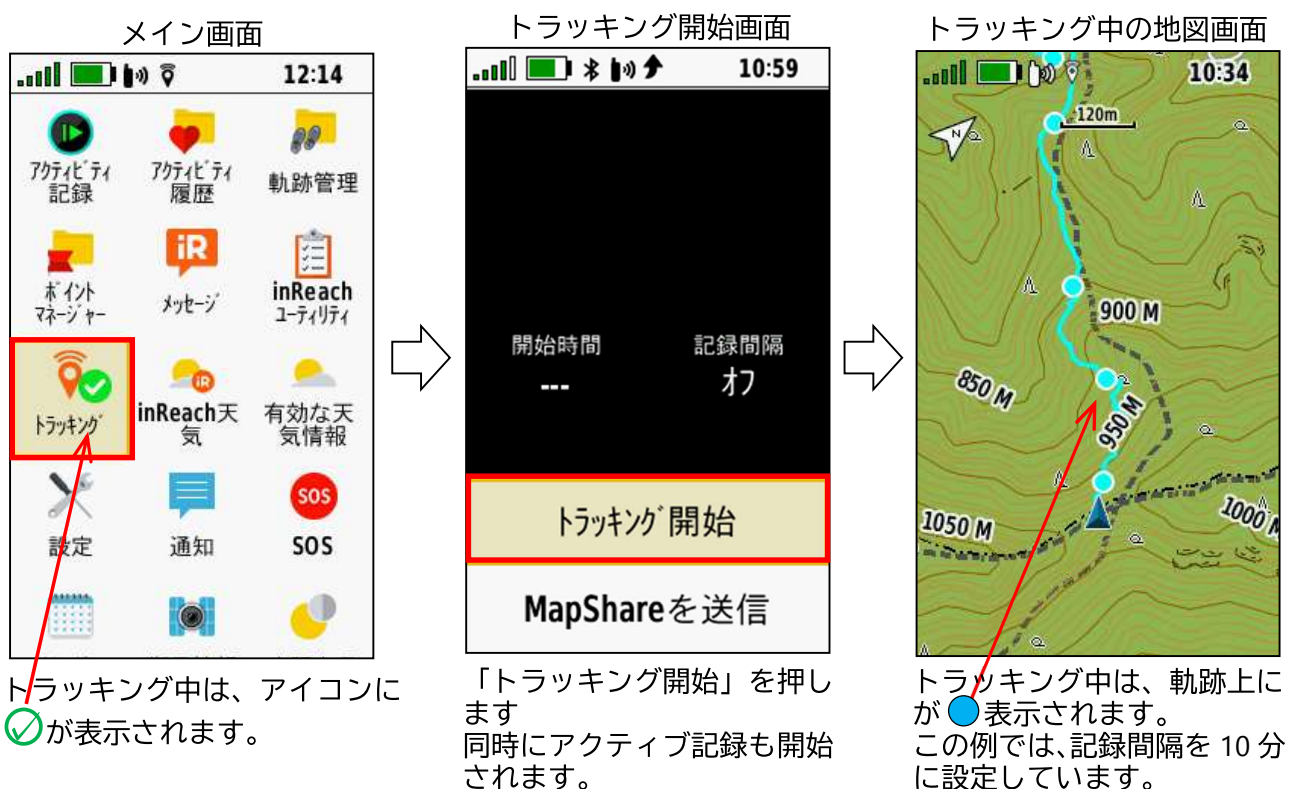 メイン画面
12:14
アクティビティ
記録
アクティビティ
履歴
軌跡管理
iR
ポイント
マネージャー
メッセージ
inReach
ユーティリティ
iR
トラッキング
inReach天
気
有効な天
気情報
SOS
設定
通知
SOS
トラッキング中は、アイコンに
が表示されます。
トラッキング開始画面
10:59
開始時間
記録間隔
---
オフ
トラッキング開始
MapShareを送信
「トラッキング開始」を押し
ます
同時にアクティブ記録も開始
されます。
トラッキング中の地図画面
10:34
N
120m
900 M
850 M
950 M
1050 M
1000 M
トラッキング中は、軌跡上に
が 表示されます。
この例では、記録間隔を 10 分
に設定しています。